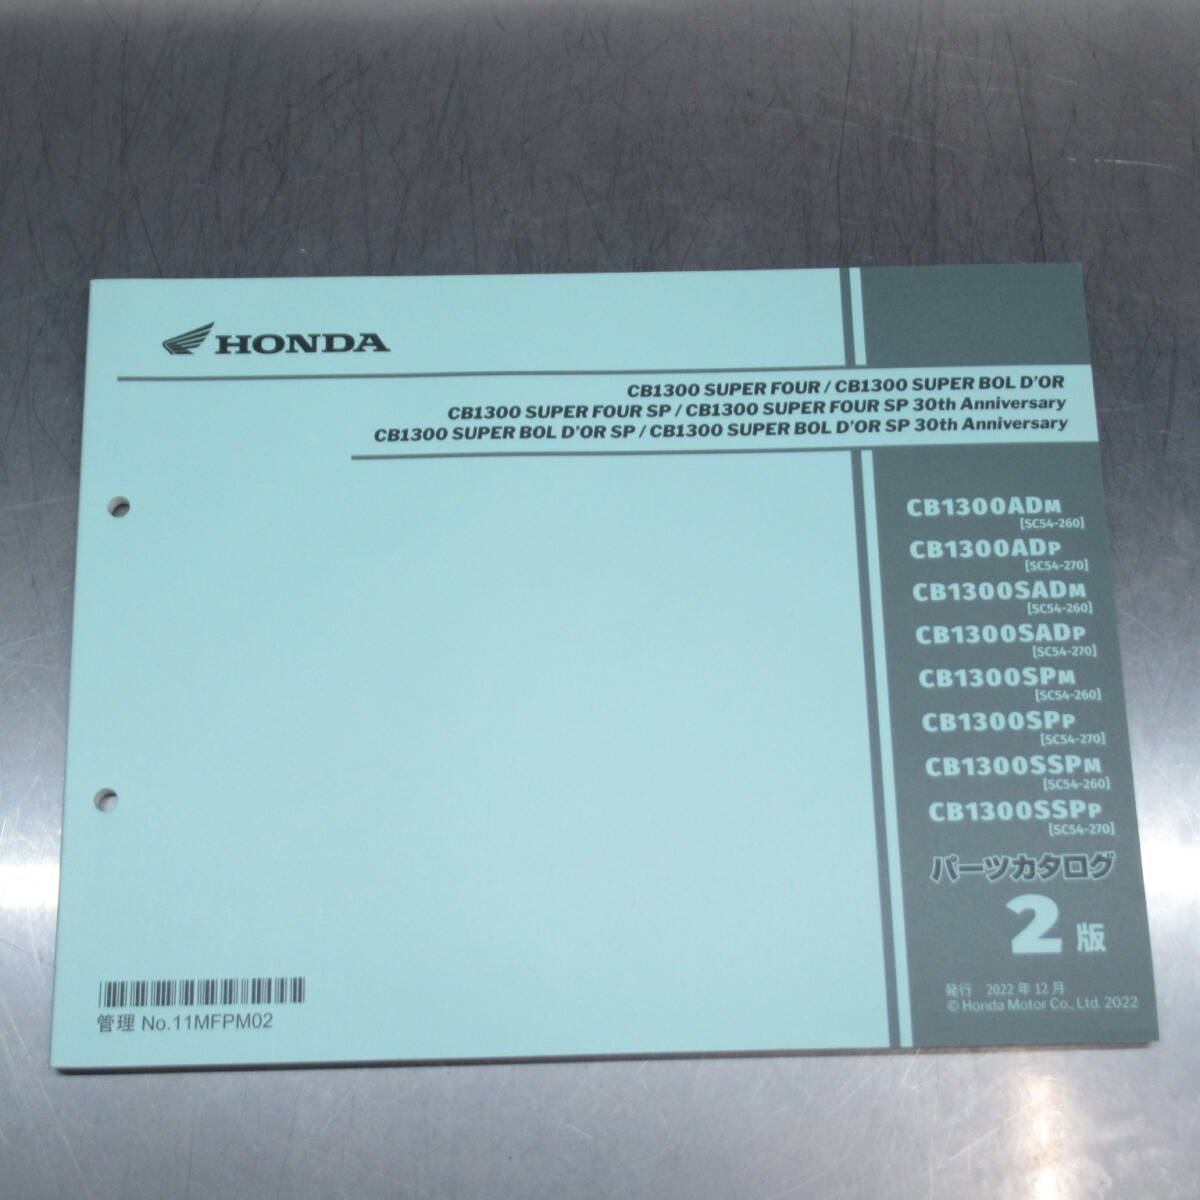 HONDA
CB1300 SUPER FOUR / CB1300 SUPER BOL D'OR
CB1300 SUPER FOUR SP / CB1300 SUPER FOUR SP 30th Anniversary
CB1300 SUPER BOL D'OR SP / CB1300 SUPER BOL D'OR SP 30th Anniversary
CB1300ADM
[SC54-260]
CB1300ADP
[SC54-270]
CB1300SADM
[SC54-260]
CB1300SADP
[SC54-270]
CB1300SPM
[SC54-260]
CB1300SPP
[SC54-270]
CB1300SSPM
[SC54-260]
CB1300SSPP
[SC54-270]
パーツカタログ
2版
発行 2022年12月
© Honda Motor Co., Ltd. 2022
管理 No.11MFPM02